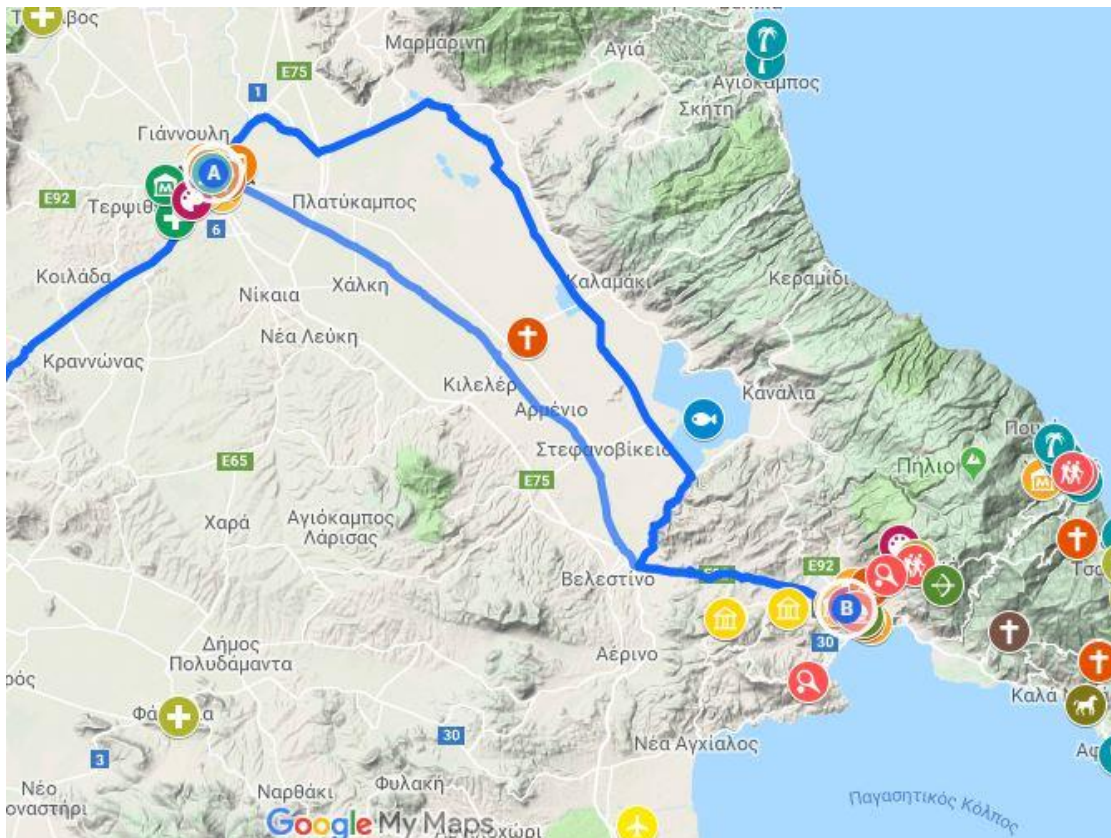 Μαρμάρινη
Αγιά
Αγιόκαμπος
Σκήτη
E75
1
Γιάννουλη
E92
6
Πλατύκαμπος
Κοιλάδα
Νίκαια
Χάλκη
Καλαμάκι
Κεραμίδι
Νέα Λεύκη
Κραννώνας
Κιλελέρ
Αρμένιο
Κανάλια
Στεφανοβίκειο
E65
E75
Πήλιο
Χαρά
Αγιόκαμπος
Λάρισας
Βελεστίνο
E92
A
B
30
Δήμος
Πολυδάμαντα
Αέρινο
Καλά
Νέα Αγχίαλος
30
3
Νέο
Ναρθάκι
Φυλακή
Google My Maps
Παγασητικός Κόλπος